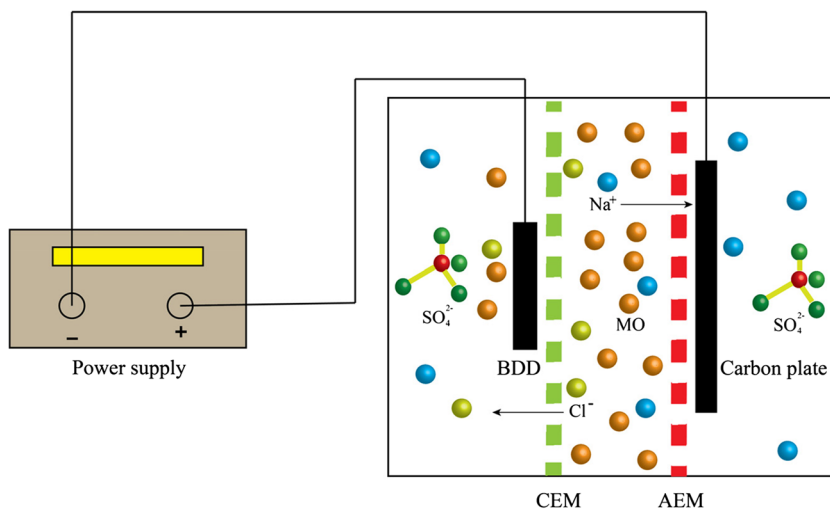 Na⁺
SO₄²⁻
MO
SO₄²⁻
− +
Power supply
BDD
Carbon plate
Cl⁻
CEM
AEM